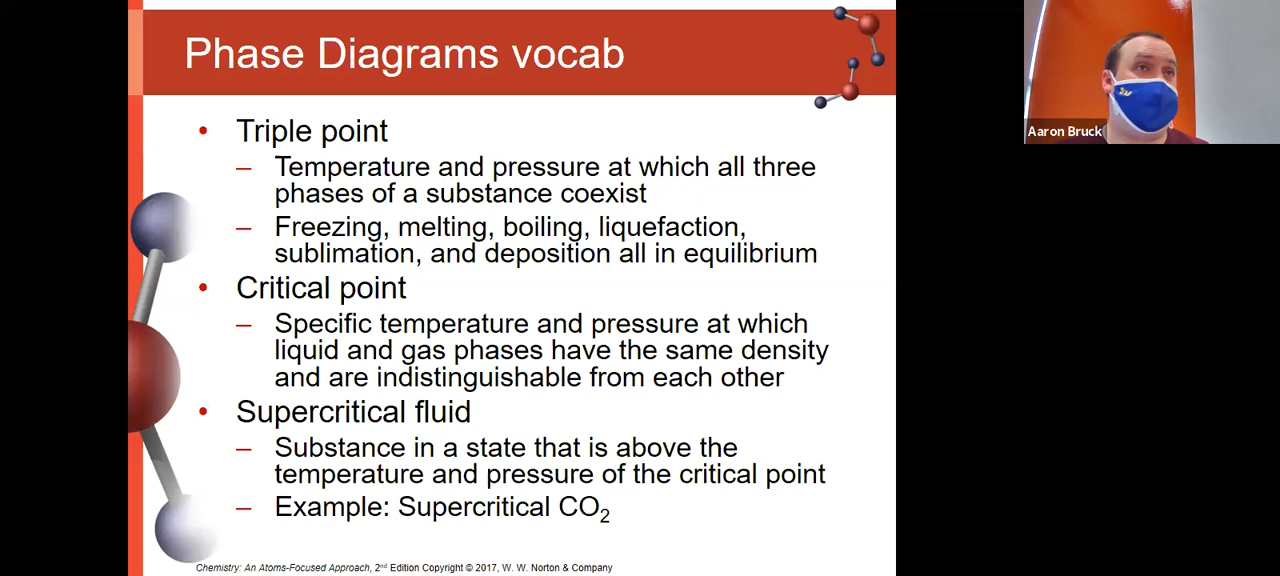 Phase Diagrams vocab
• Triple point
– Temperature and pressure at which all three
phases of a substance coexist
– Freezing, melting, boiling, liquefaction,
sublimation, and deposition all in equilibrium
• Critical point
– Specific temperature and pressure at which
liquid and gas phases have the same density
and are indistinguishable from each other
• Supercritical fluid
– Substance in a state that is above the
temperature and pressure of the critical point
– Example: Supercritical CO₂
Chemistry: An Atoms-Focused Approach, 2nd Edition Copyright © 2017, W. W. Norton & Company
Aaron Bruck